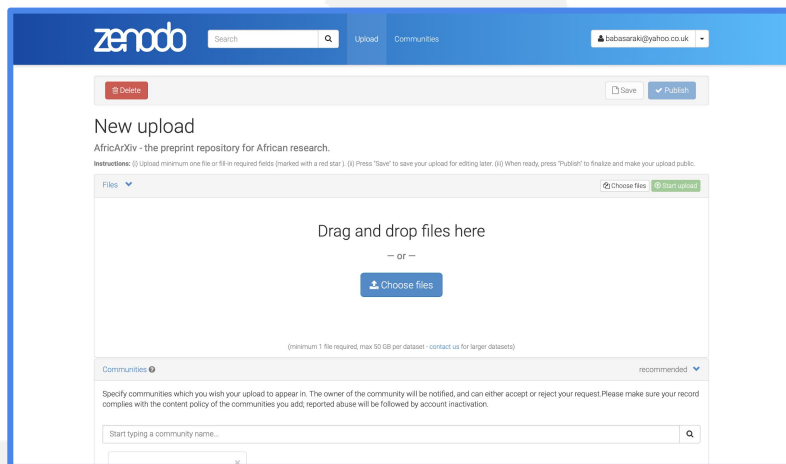 zenodo
Search
Upload
Communities
babasaraki@yahoo.co.uk
Delete
Save
Publish
New upload
AfricArXiv - the preprint repository for African research.
Instructions: (i) Upload minimum one file or fill-in required fields (marked with a red star ). (ii) Press "Save" to save your upload for editing later. (iii) When ready, press "Publish" to finalize and make your upload public.
Files
Choose files
Start upload
Drag and drop files here
— or —
Choose files
(minimum 1 file required, max 50 GB per dataset - contact us for larger datasets)
Communities
recommended
Specify communities which you wish your upload to appear in. The owner of the community will be notified, and can either accept or reject your request.Please make sure your record
complies with the content policy of the communities you add; reported abuse will be followed by account inactivation.
Start typing a community name...